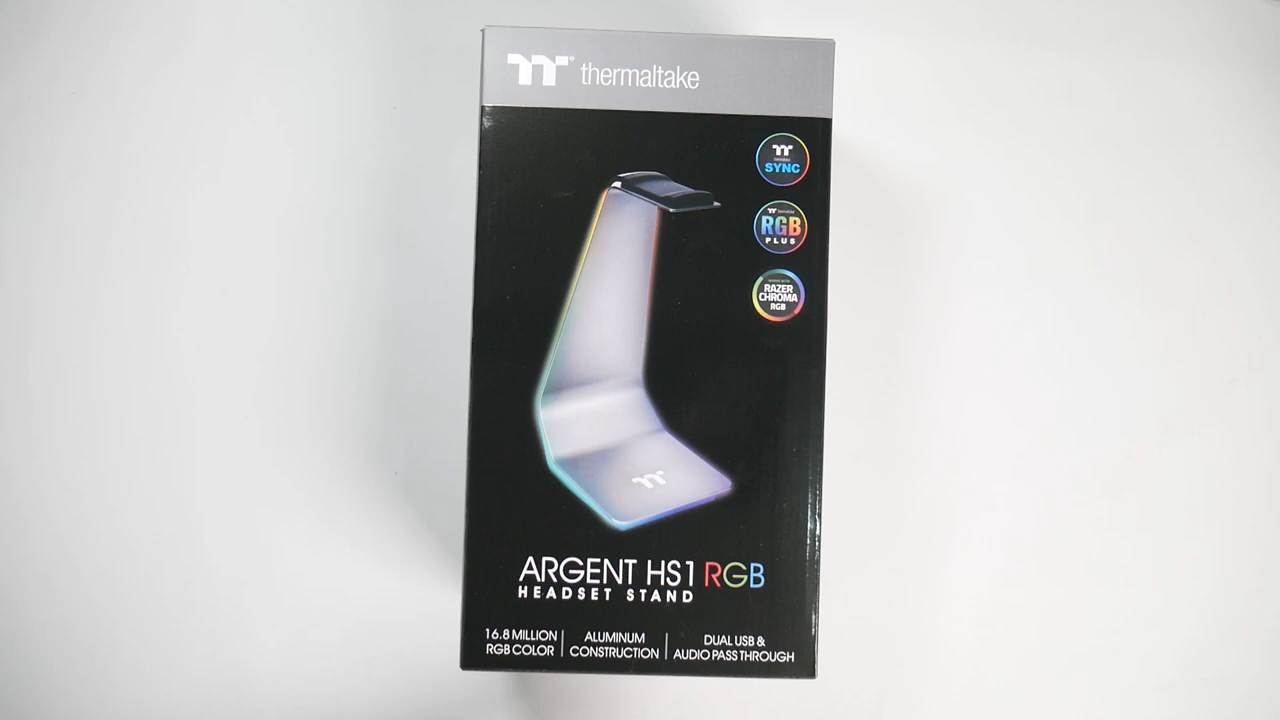 thermaltake
SYNC
RGB
PLUS
RAZER
CHROMA
RGB
ARGENT HS1 RGB
HEADSET STAND
16.8 MILLION
RGB COLOR
ALUMINUM
CONSTRUCTION
DUAL USB &
AUDIO PASS THROUGH